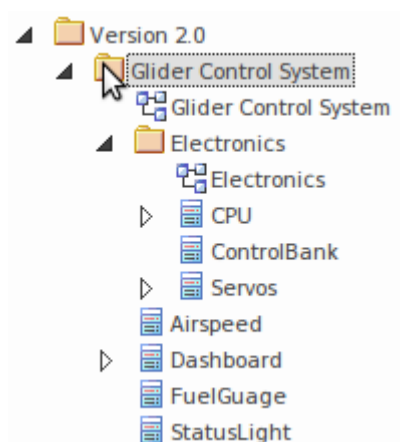 Version 2.0
Glider Control System
Glider Control System
Electronics
Electronics
CPU
ControlBank
Servos
Airspeed
Dashboard
FuelGuage
StatusLight